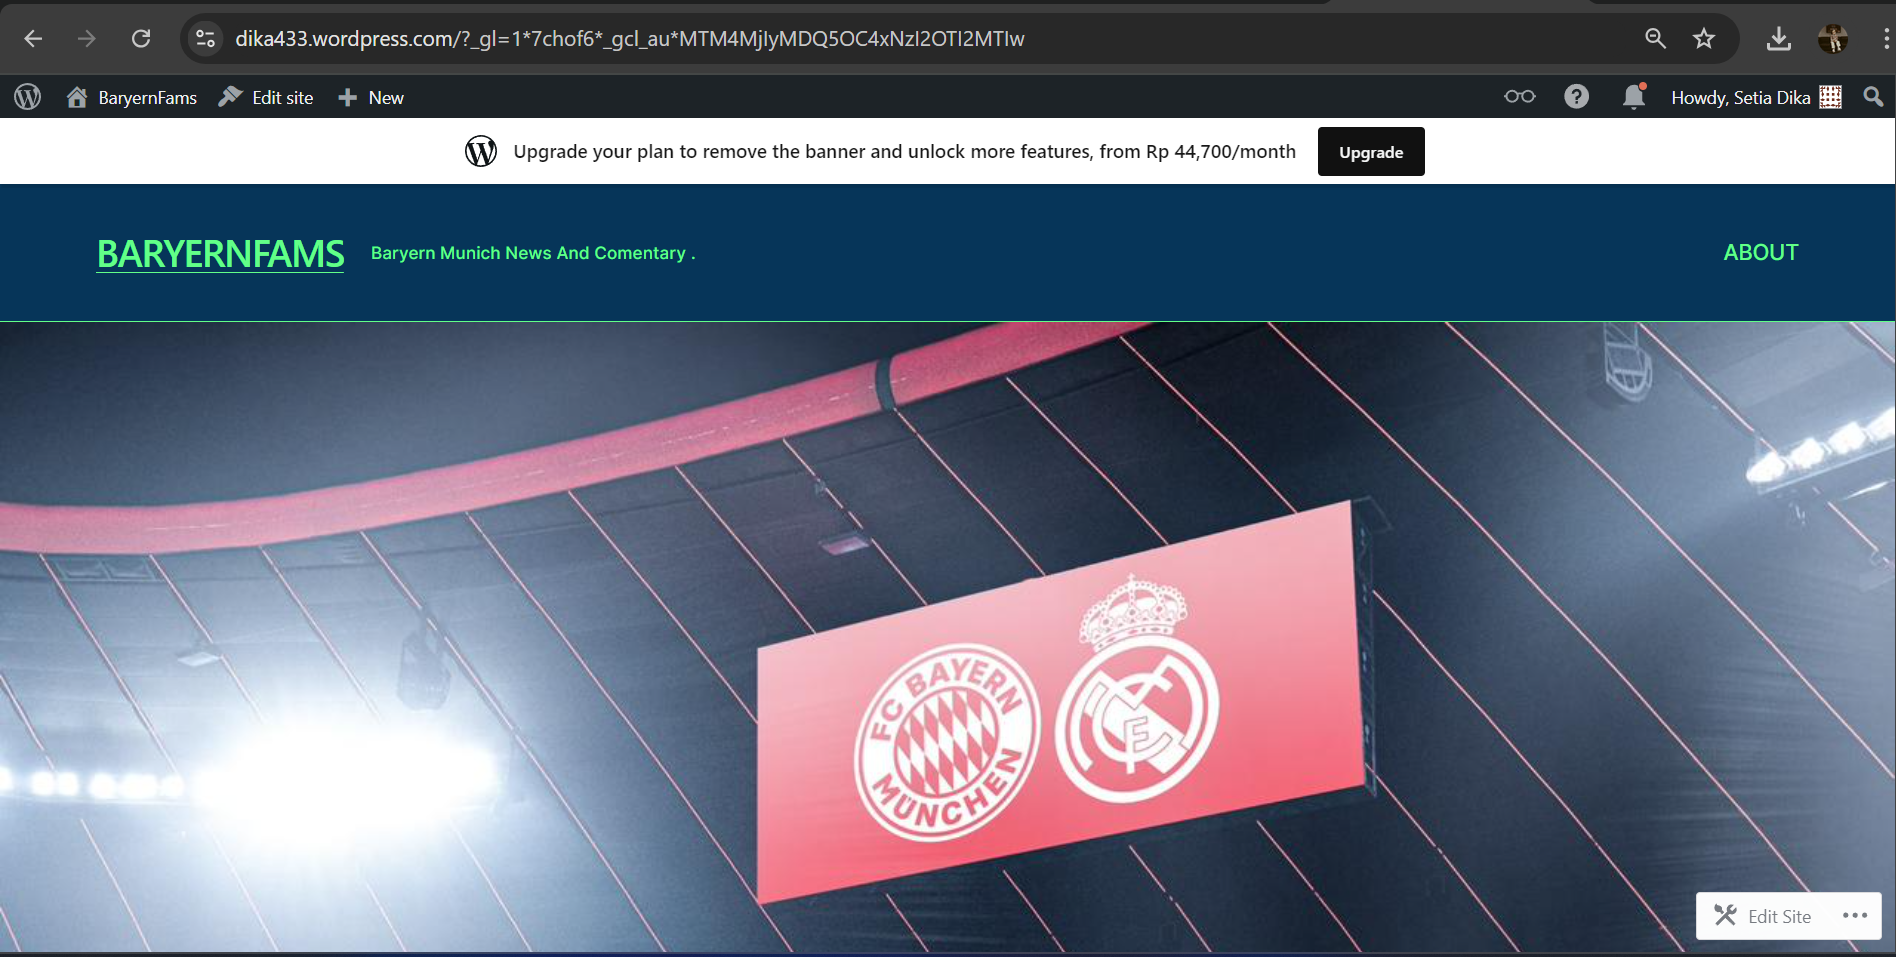 dika433.wordpress.com/?_gl=1*7chof6*_gcl_au*MTM4MjIyMDQ5OC4xNzI2OTI2MTIw
BaryernFams Edit site New Howdy, Setia Dika
Upgrade your plan to remove the banner and unlock more features, from Rp 44,700/month Upgrade
BARYERNFAMS Baryern Munich News And Comentary . ABOUT
FC BAYERN
MÜNCHEN
Edit Site